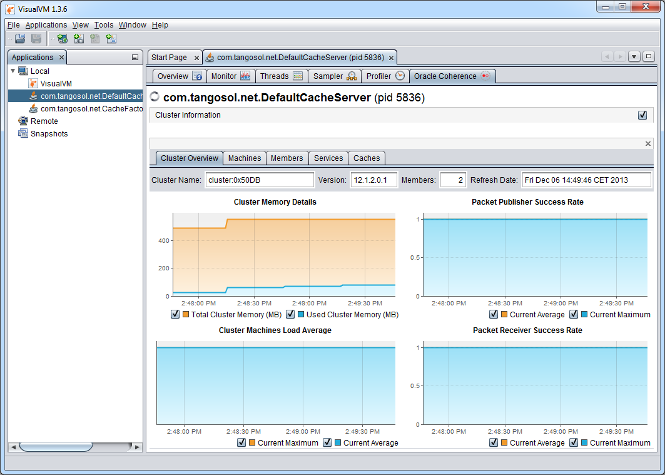 VisualVM 1.3.6
File Applications View Tools Window Help
Applications
Start Page com.tangosol.net.DefaultCacheServer (pid 5836)
Local
VisualVM
com.tangosol.net.DefaultCach
com.tangosol.net.CacheFacto
Remote
Snapshots
Overview Monitor Threads Sampler Profiler Oracle Coherence
com.tangosol.net.DefaultCacheServer (pid 5836)
Cluster Information
Cluster Overview Machines Members Services Caches
Cluster Name: cluster:0x50DB Version: 12.1.2.0.1 Members: 2 Refresh Date: Fri Dec 06 14:49:46 CET 2013
Cluster Memory Details
400
200
0
2:48:00 PM 2:48:30 PM 2:49:00 PM 2:49:30 PM
Total Cluster Memory (MB) Used Cluster Memory (MB)
Packet Publisher Success Rate
1
0.5
0
2:48:00 PM 2:48:30 PM 2:49:00 PM 2:49:30 PM
Current Average Current Maximum
Cluster Machines Load Average
2:48:00 PM 2:48:30 PM 2:49:00 PM 2:49:30 PM
Current Maximum Current Average
Packet Receiver Success Rate
1
0.5
0
2:48:00 PM 2:48:30 PM 2:49:00 PM 2:49:30 PM
Current Average Current Maximum